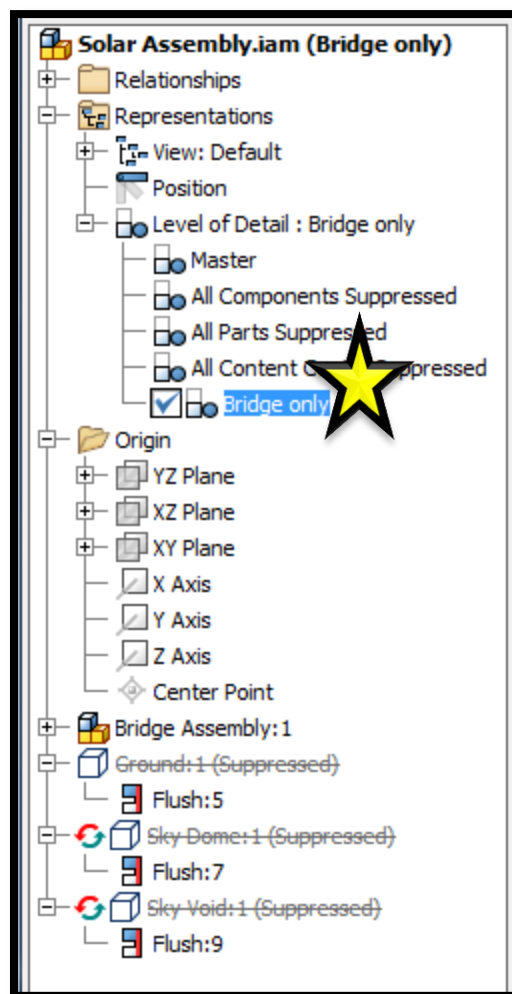 Solar Assembly.iam (Bridge only)
Relationships
Representations
View: Default
Position
Level of Detail : Bridge only
Master
All Components Suppressed
All Parts Suppressed
All Content Suppressed
Bridge only
Origin
YZ Plane
XZ Plane
XY Plane
X Axis
Y Axis
Z Axis
Center Point
Bridge Assembly:1
Ground:1 (Suppressed)
Flush:5
Sky Dome:1 (Suppressed)
Flush:7
Sky Void:1 (Suppressed)
Flush:9